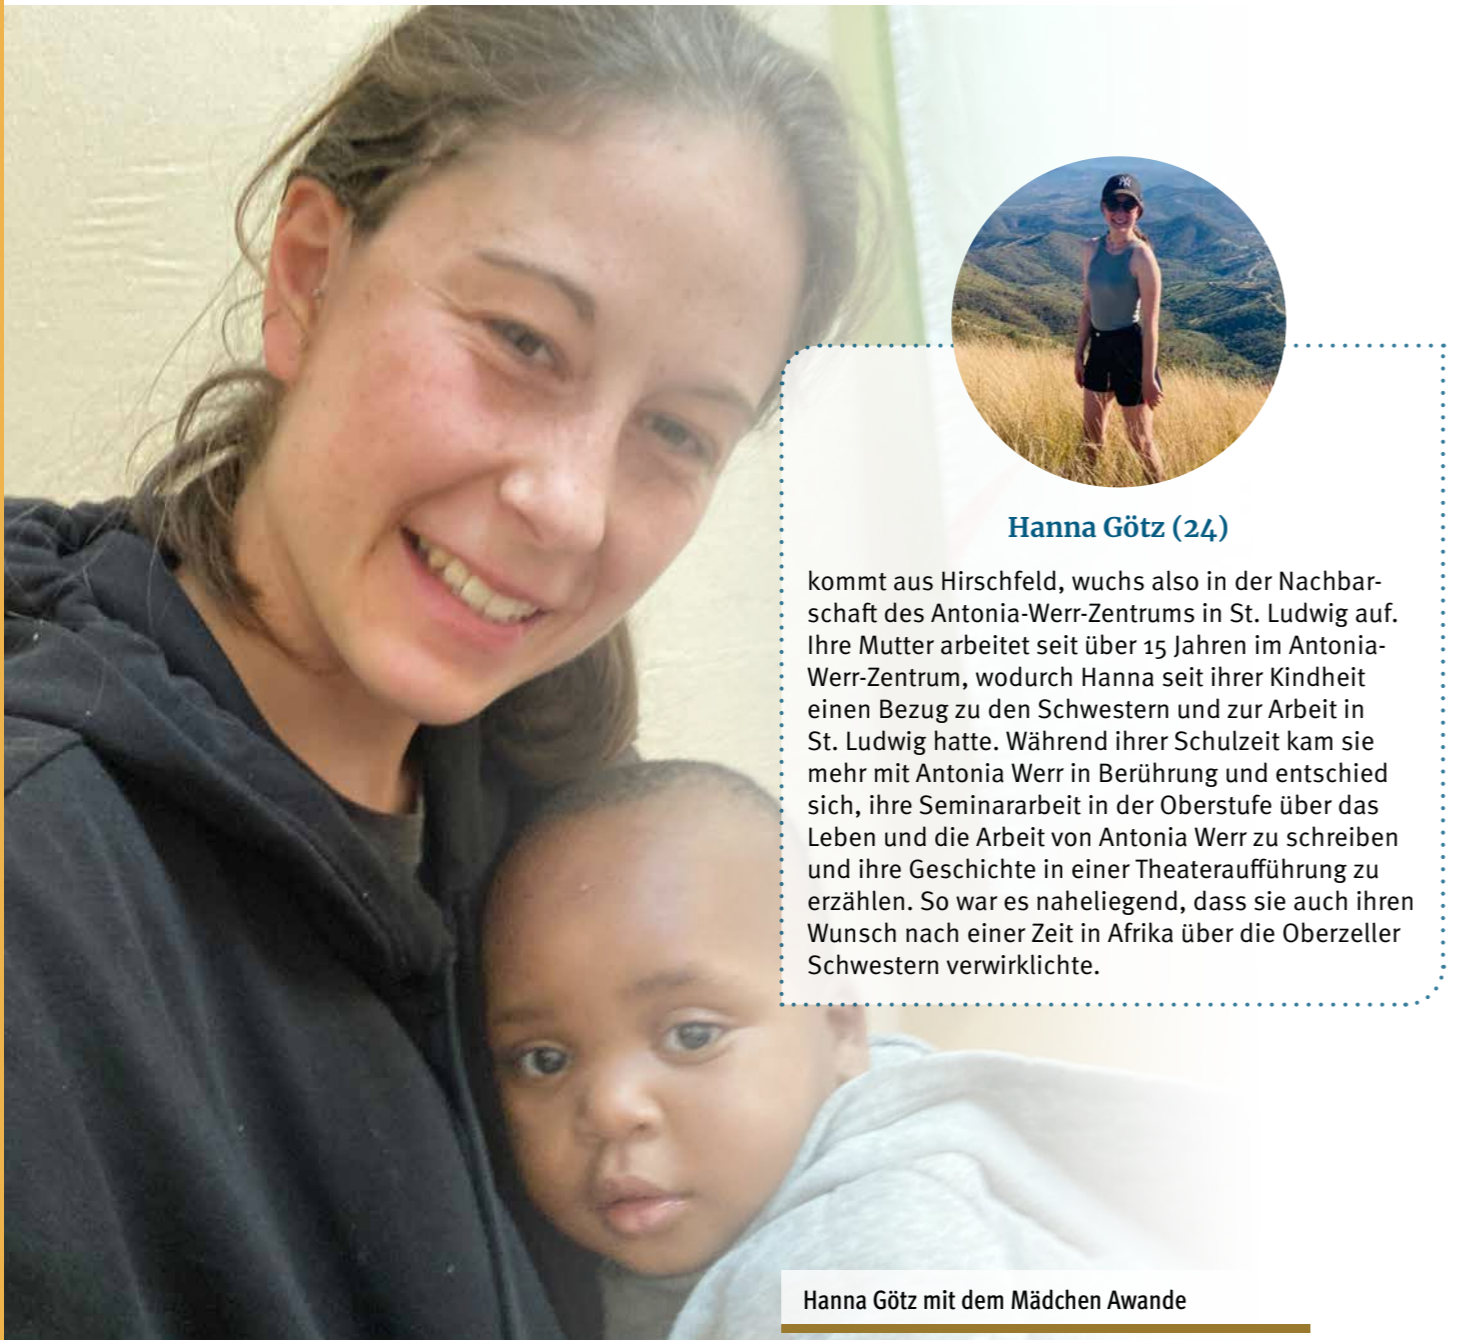 Hanna Götz (24)
kommt aus Hirschfeld, wuchs also in der Nachbar-
schaft des Antonia-Werr-Zentrums in St. Ludwig auf.
Ihre Mutter arbeitet seit über 15 Jahren im Antonia-
Werr-Zentrum, wodurch Hanna seit ihrer Kindheit
einen Bezug zu den Schwestern und zur Arbeit in
St. Ludwig hatte. Während ihrer Schulzeit kam sie
mehr mit Antonia Werr in Berührung und entschied
sich, ihre Seminararbeit in der Oberstufe über das
Leben und die Arbeit von Antonia Werr zu schreiben
und ihre Geschichte in einer Theateraufführung zu
erzählen. So war es naheliegend, dass sie auch ihren
Wunsch nach einer Zeit in Afrika über die Oberzeller
Schwestern verwirklichte.
Hanna Götz mit dem Mädchen Awande